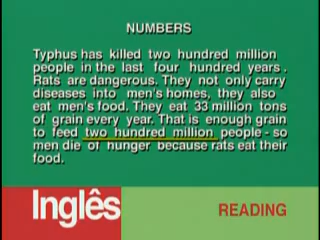 NUMBERS
Typhus has killed two hundred million
people in the last four hundred years .
Rats are dangerous. They not only carry
diseases into men's homes, they also
eat men's food. They eat 33 million tons
of grain every year. That is enough grain
to feed two hundred million people - so
men die of hunger because rats eat their
food.
Inglês
READING